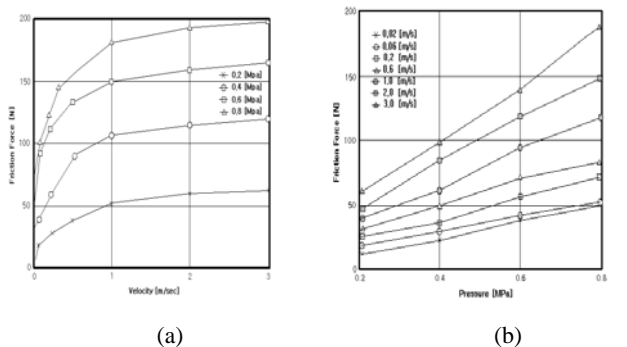 200
150
100
50
0
0
1
2
3
Friction Force [N]
Velocity [m/sec]
0,2 [Mpa]
0,4 [Mpa]
0,6 [Mpa]
0,8 [Mpa]
(a)
200
150
100
50
0
0.2
0.4
0.6
0.8
Friction Force [N]
Pressure [MPa]
0,02 [m/s]
0,06 [m/s]
0,2 [m/s]
0,6 [m/s]
1,0 [m/s]
2,0 [m/s]
3,0 [m/s]
(b)